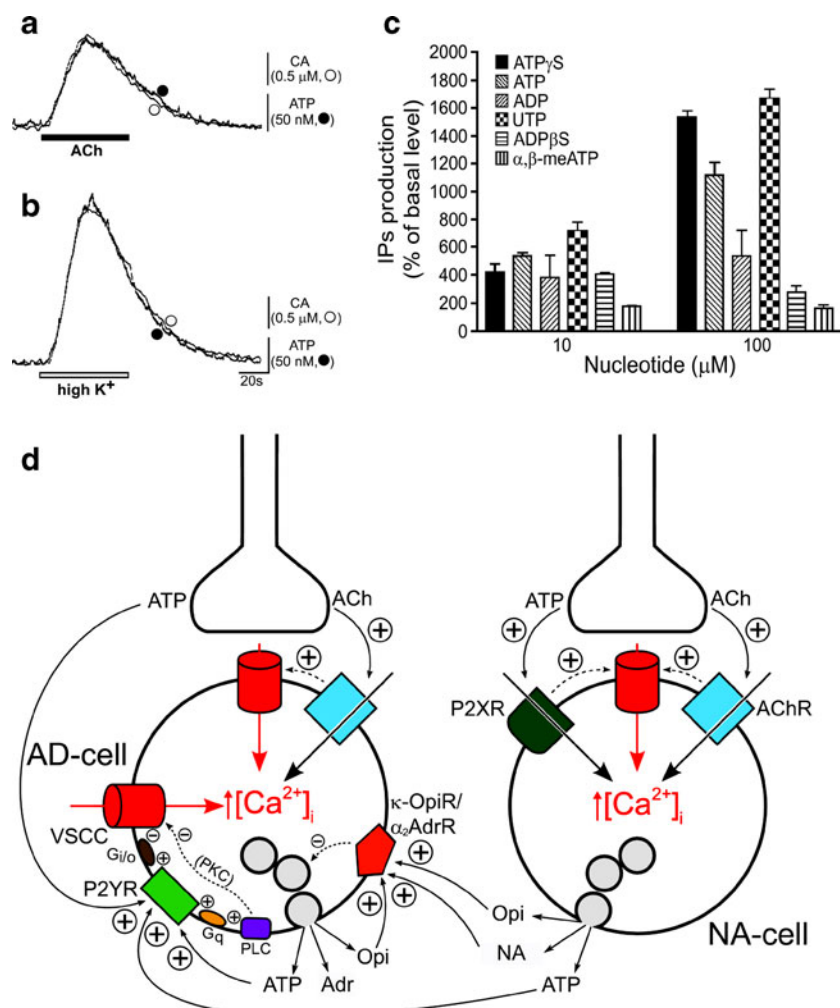 a
CA
(0.5 μM, ○)
ATP
(50 nM, ●)
ACh
b
CA
(0.5 μM, ○)
ATP
(50 nM, ●)
20s
high K⁺
c
IPs production
(% of basal level)
2000
1800
1600
1400
1200
1000
800
600
400
200
0
ATPγS
ATP
ADP
UTP
ADPβS
α,β-meATP
10
100
Nucleotide (μM)
d
ATP
ACh
+
+
AD-cell
↑[Ca²⁺]ᵢ
κ-OpiR/
α₂AdrR
VSCC
−
−
Gi/o
+
(PKC)
−
+
P2YR
+
+
+
+
+
Gq
PLC
+
+
ATP
Adr
Opi
ATP
ACh
+
+
+
+
P2XR
AChR
↑[Ca²⁺]ᵢ
Opi
NA
ATP
NA-cell